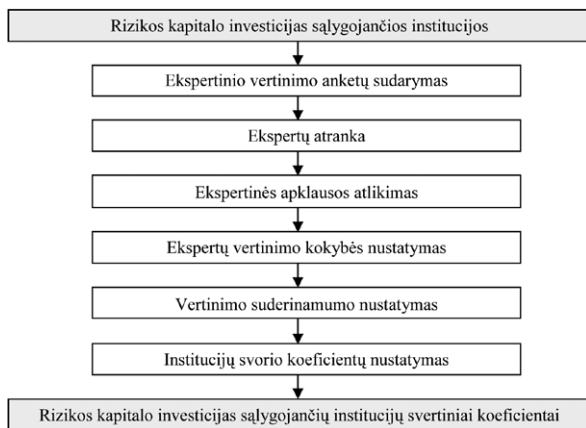 Rizikos kapitalo investicijas sąlygojančios institucijos
Ekspertinio vertinimo anketų sudarymas
Ekspertų atranka
Ekspertinės apklausos atlikimas
Ekspertų vertinimo kokybės nustatymas
Vertinimo suderinamumo nustatymas
Institucijų svorio koeficientų nustatymas
Rizikos kapitalo investicijas sąlygojančių institucijų svertiniai koeficientai